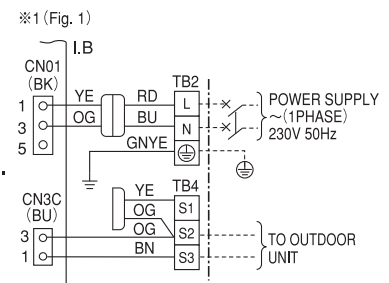 ※1 (Fig. 1)
I.B
CN01
(BK)
TB2
1
YE
RD
L
3
OG
BU
N
5
GNYE
POWER SUPPLY
~(1PHASE)
230V 50Hz
CN3C
(BU)
YE
TB4
OG
S1
3
OG
S2
1
BN
S3
TO OUTDOOR
UNIT